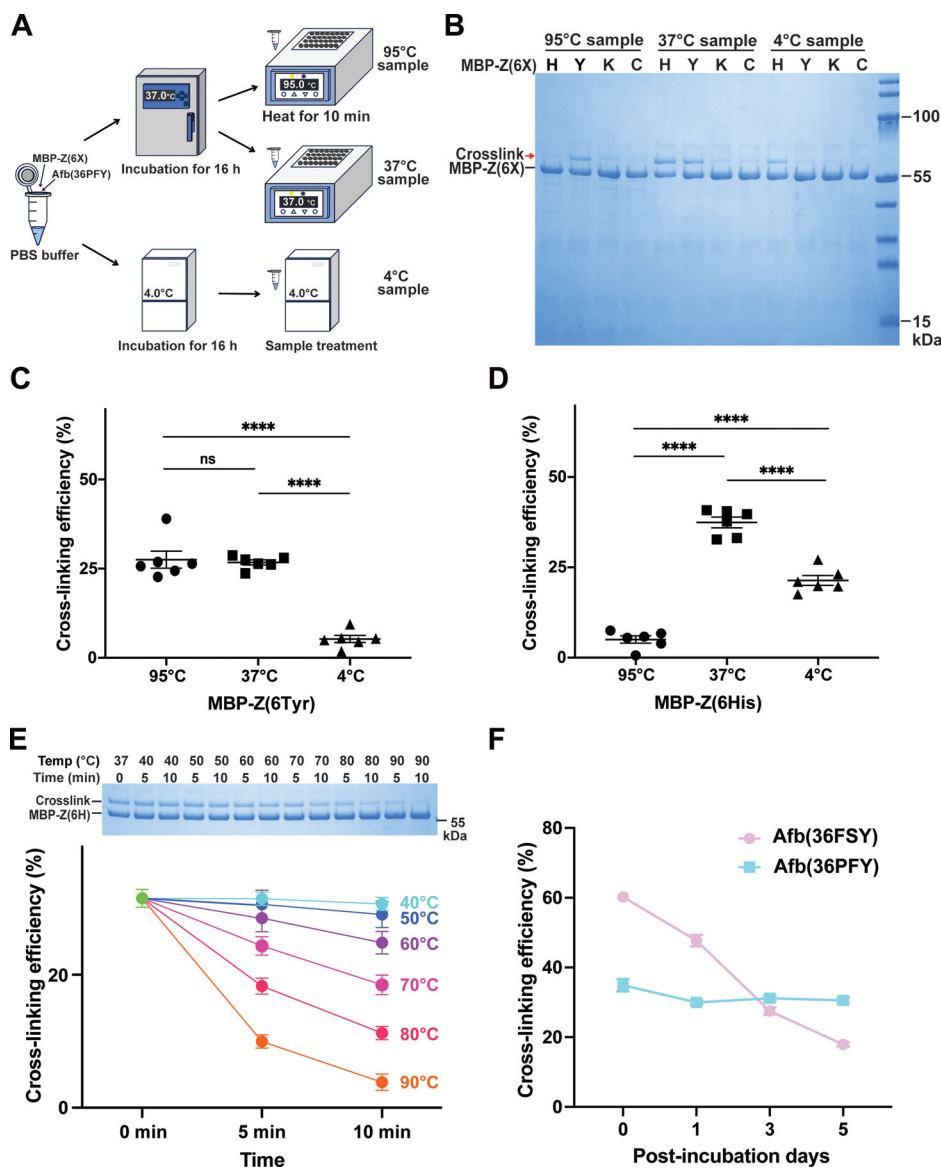 A
MBP-Z(6X)
Afb(36PFY)
PBS buffer
37.0°C
Incubation for 16 h
95.0 °C
Heat for 10 min
95°C
sample
37.0 °C
37°C
sample
4.0°C
Incubation for 16 h
4.0°C
Sample treatment
4°C
sample
B
95°C sample 37°C sample 4°C sample
MBP-Z(6X) H Y K C H Y K C H Y K C
Crosslink
MBP-Z(6X)
100
55
15
kDa
C
Cross-linking efficiency (%)
50
25
0
****
ns
****
95°C 37°C 4°C
MBP-Z(6Tyr)
D
Cross-linking efficiency (%)
50
25
0
****
****
****
95°C 37°C 4°C
MBP-Z(6His)
E
Temp (°C) 37 40 40 50 50 60 60 70 70 80 80 90 90
Time (min) 0 5 10 5 10 5 10 5 10 5 10 5 10
Crosslink
MBP-Z(6H)
55
kDa
Cross-linking efficiency (%)
20
0
40°C
50°C
60°C
70°C
80°C
90°C
0 min 5 min 10 min
Time
F
Cross-linking efficiency (%)
80
60
40
20
0
Afb(36FSY)
Afb(36PFY)
0 1 3 5
Post-incubation days